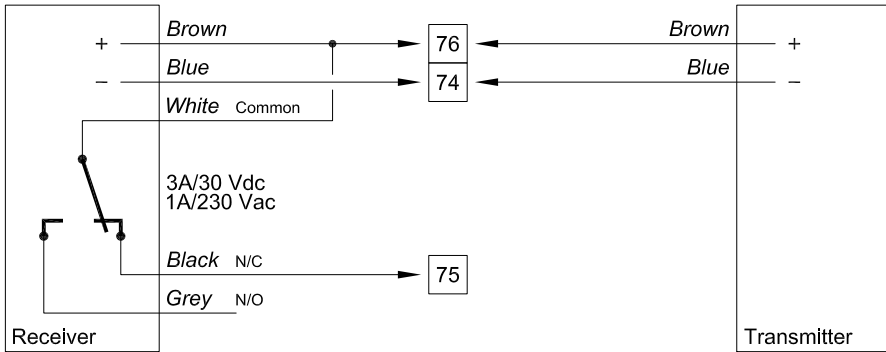 Brown
+
76
Brown
+
Blue
−
74
Blue
−
White Common
3A/30 Vdc
1A/230 Vac
Black N/C
75
Grey N/O
Receiver
Transmitter